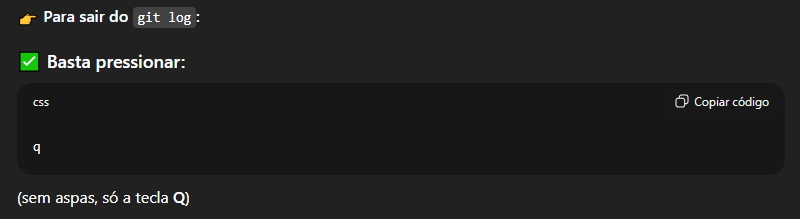 👉 Para sair do git log:
✅ Basta pressionar:
css
Copiar código
q
(sem aspas, só a tecla Q)